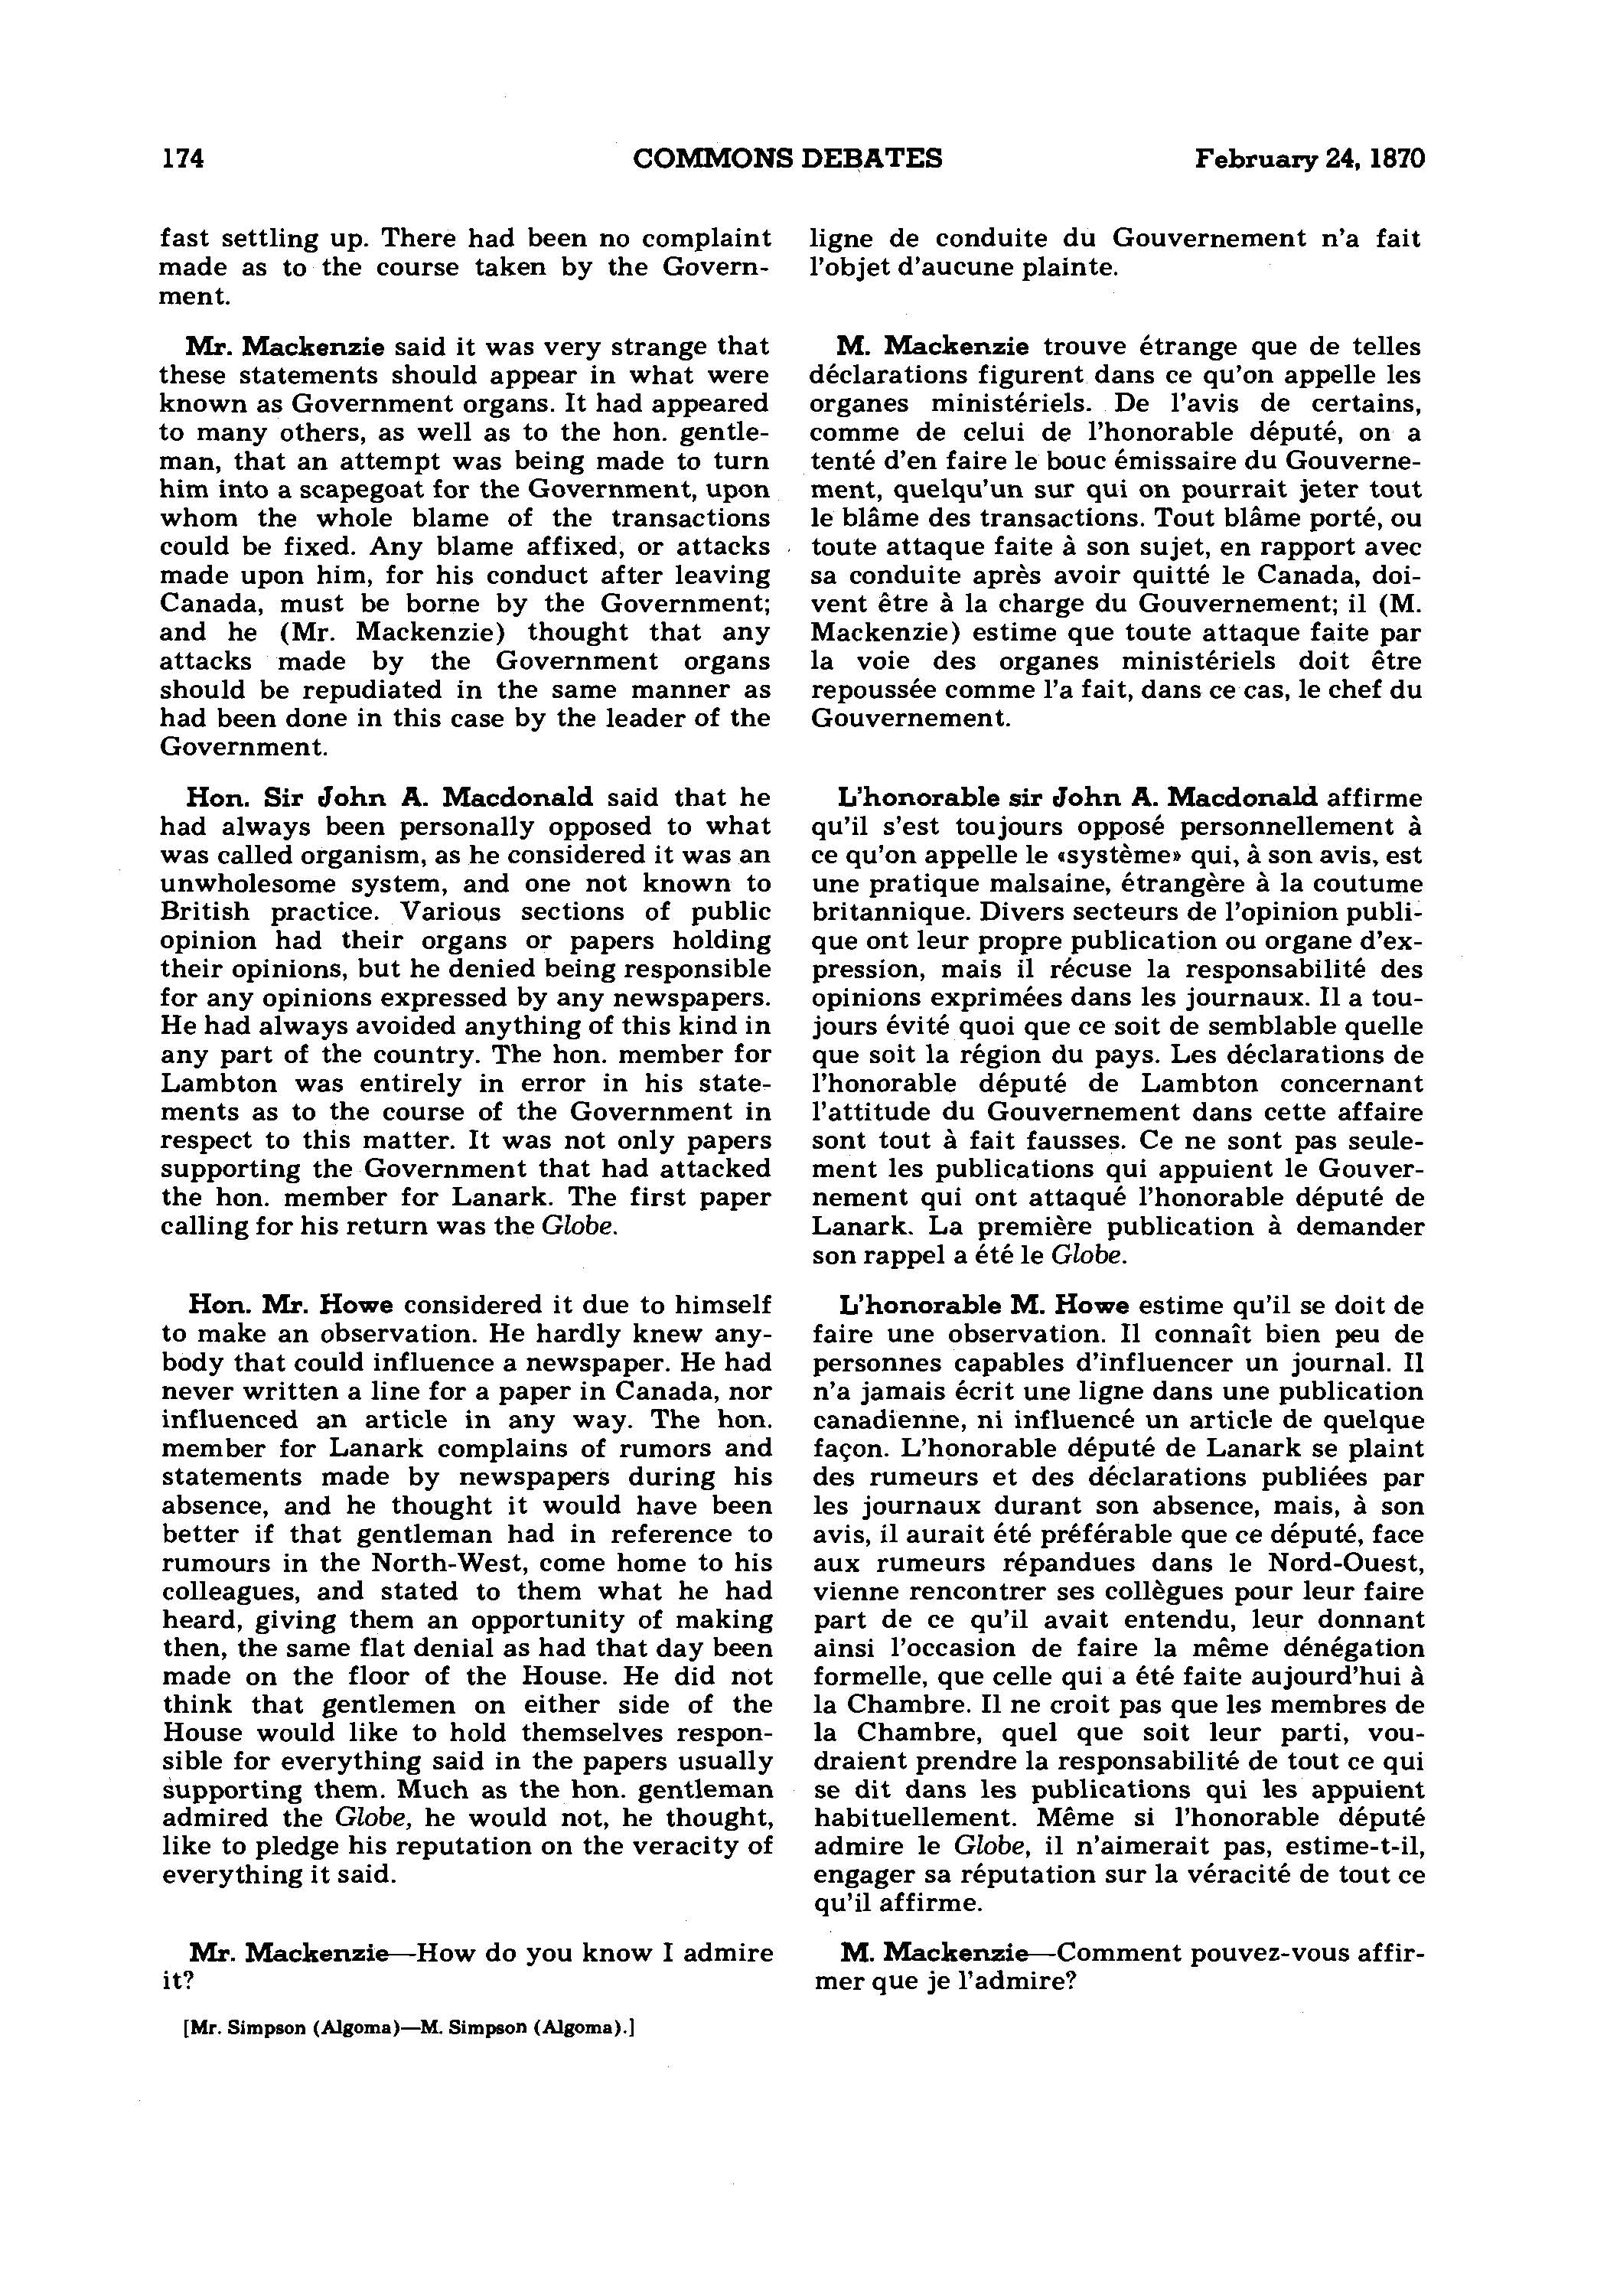 174
COMMONS DEBATES
February 24, 1870
fast settling up. There had been no complaint
made as to the course taken by the Govern-
ment.
Mr. Mackenzie said it was very strange that
these statements should appear in what were
known as Government organs. It had appeared
to many others, as well as to the hon. gentle-
man, that an attempt was being made to turn
him into a scapegoat for the Government, upon
whom the whole blame of the transactions
could be fixed. Any blame affixed, or attacks
made upon him, for his conduct after leaving
Canada, must be borne by the Government;
and he (Mr. Mackenzie) thought that any
attacks made by the Government organs
should be repudiated in the same manner as
had been done in this case by the leader of the
Government.
Hon. Sir John A. Macdonald said that he
had always been personally opposed to what
was called organism, as he considered it was an
unwholesome system, and one not known to
British practice. Various sections of public
opinion had their organs or papers holding
their opinions, but he denied being responsible
for any opinions expressed by any newspapers.
He had always avoided anything of this kind in
any part of the country. The hon. member for
Lambton was entirely in error in his state-
ments as to the course of the Government in
respect to this matter. It was not only papers
supporting the Government that had attacked
the hon. member for Lanark. The first paper
calling for his return was the Globe.
Hon. Mr. Howe considered it due to himself
to make an observation. He hardly knew any-
body that could influence a newspaper. He had
never written a line for a paper in Canada, nor
influenced an article in any way. The hon.
member for Lanark complains of rumors and
statements made by newspapers during his
absence, and he thought it would have been
better if that gentleman had in reference to
rumours in the North-West, come home to his
colleagues, and stated to them what he had
heard, giving them an opportunity of making
then, the same flat denial as had that day been
made on the floor of the House. He did not
think that gentlemen on either side of the
House would like to hold themselves respon-
sible for everything said in the papers usually
supporting them. Much as the hon. gentleman
admired the Globe, he would not, he thought,
like to pledge his reputation on the veracity of
everything it said.
Mr. Mackenzie—How do you know I admire
it?
[Mr. Simpson (Algoma)—M. Simpson (Algoma).]
ligne de conduite du Gouvernement n'a fait
l'objet d'aucune plainte.
M. Mackenzie trouve étrange que de telles
déclarations figurent dans ce qu'on appelle les
organes ministériels. De l'avis de certains,
comme de celui de l'honorable député, on a
tenté d'en faire le bouc émissaire du Gouverne-
ment, quelqu'un sur qui on pourrait jeter tout
le blâme des transactions. Tout blâme porté, ou
toute attaque faite à son sujet, en rapport avec
sa conduite après avoir quitté le Canada, doi-
vent être à la charge du Gouvernement; il (M.
Mackenzie) estime que toute attaque faite par
la voie des organes ministériels doit être
repoussée comme l'a fait, dans ce cas, le chef du
Gouvernement.
L'honorable sir John A. Macdonald affirme
qu'il s'est toujours opposé personnellement à
ce qu'on appelle le «système» qui, à son avis, est
une pratique malsaine, étrangère à la coutume
britannique. Divers secteurs de l'opinion publi-
que ont leur propre publication ou organe d'ex-
pression, mais il récuse la responsabilité des
opinions exprimées dans les journaux. Il a tou-
jours évité quoi que ce soit de semblable quelle
que soit la région du pays. Les déclarations de
l'honorable député de Lambton concernant
l'attitude du Gouvernement dans cette affaire
sont tout à fait fausses. Ce ne sont pas seule-
ment les publications qui appuient le Gouver-
nement qui ont attaqué l'honorable député de
Lanark. La première publication à demander
son rappel a été le Globe.
L'honorable M. Howe estime qu'il se doit de
faire une observation. Il connaît bien peu de
personnes capables d'influencer un journal. Il
n'a jamais écrit une ligne dans une publication
canadienne, ni influencé un article de quelque
façon. L'honorable député de Lanark se plaint
des rumeurs et des déclarations publiées par
les journaux durant son absence, mais, à son
avis, il aurait été préférable que ce député, face
aux rumeurs répandues dans le Nord-Ouest,
vienne rencontrer ses collègues pour leur faire
part de ce qu'il avait entendu, leur donnant
ainsi l'occasion de faire la même dénégation
formelle, que celle qui a été faite aujourd'hui à
la Chambre. Il ne croit pas que les membres de
la Chambre, quel que soit leur parti, vou-
draient prendre la responsabilité de tout ce qui
se dit dans les publications qui les appuient
habituellement. Même si l'honorable député
admire le Globe, il n'aimerait pas, estime-t-il,
engager sa réputation sur la véracité de tout ce
qu'il affirme.
M. Mackenzie—Comment pouvez-vous affir-
mer que je l'admire?